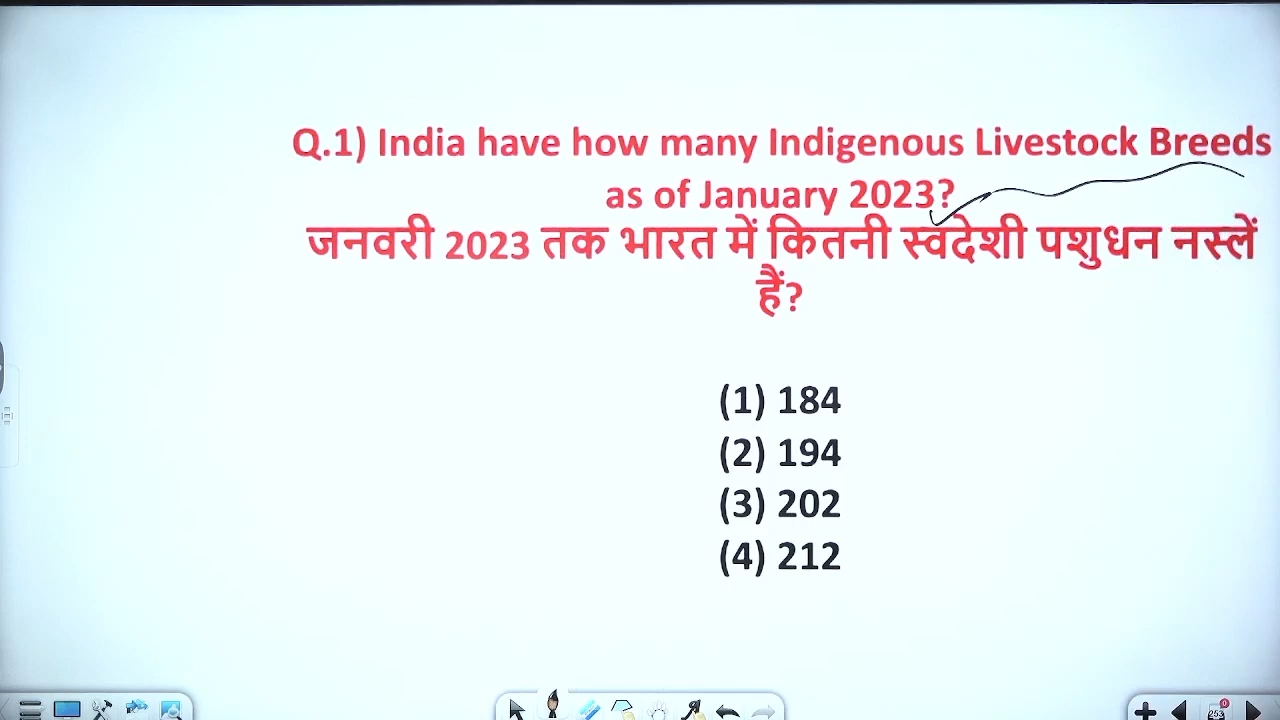 Q.1) India have how many Indigenous Livestock Breeds
as of January 2023?
जनवरी 2023 तक भारत में कितनी स्वदेशी पशुधन नस्लें
हैं?
(1) 184
(2) 194
(3) 202
(4) 212